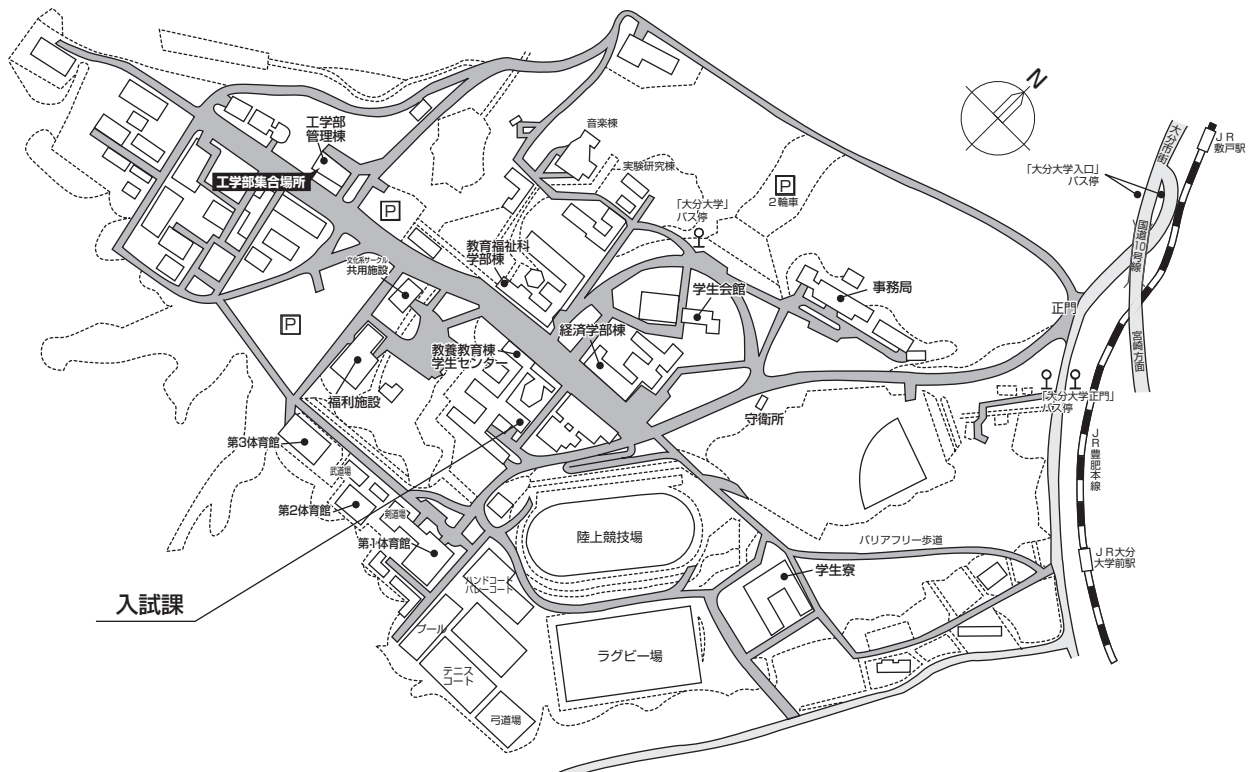 N
大分市街
JR
敷戸駅
「大分大学入口」
バス停
国道10号線
宮崎方面
工学部
管理棟
工学部集合場所
音楽棟
実験研究棟
P
「大分大学」
バス停
P
2輪車
教育福祉科
学部棟
文化系サークル
共用施設
学生会館
事務局
正門
P
経済学部棟
教養教育棟
学生センター
福利施設
守衛所
「大分大学正門」
バス停
JR豊肥本線
第3体育館
武道場
第2体育館
剣道場
第1体育館
陸上競技場
バリアフリー歩道
JR大分
大学前駅
学生寮
ハンドコート
バレーコート
入試課
プール
ラグビー場
テニス
コート
弓道場